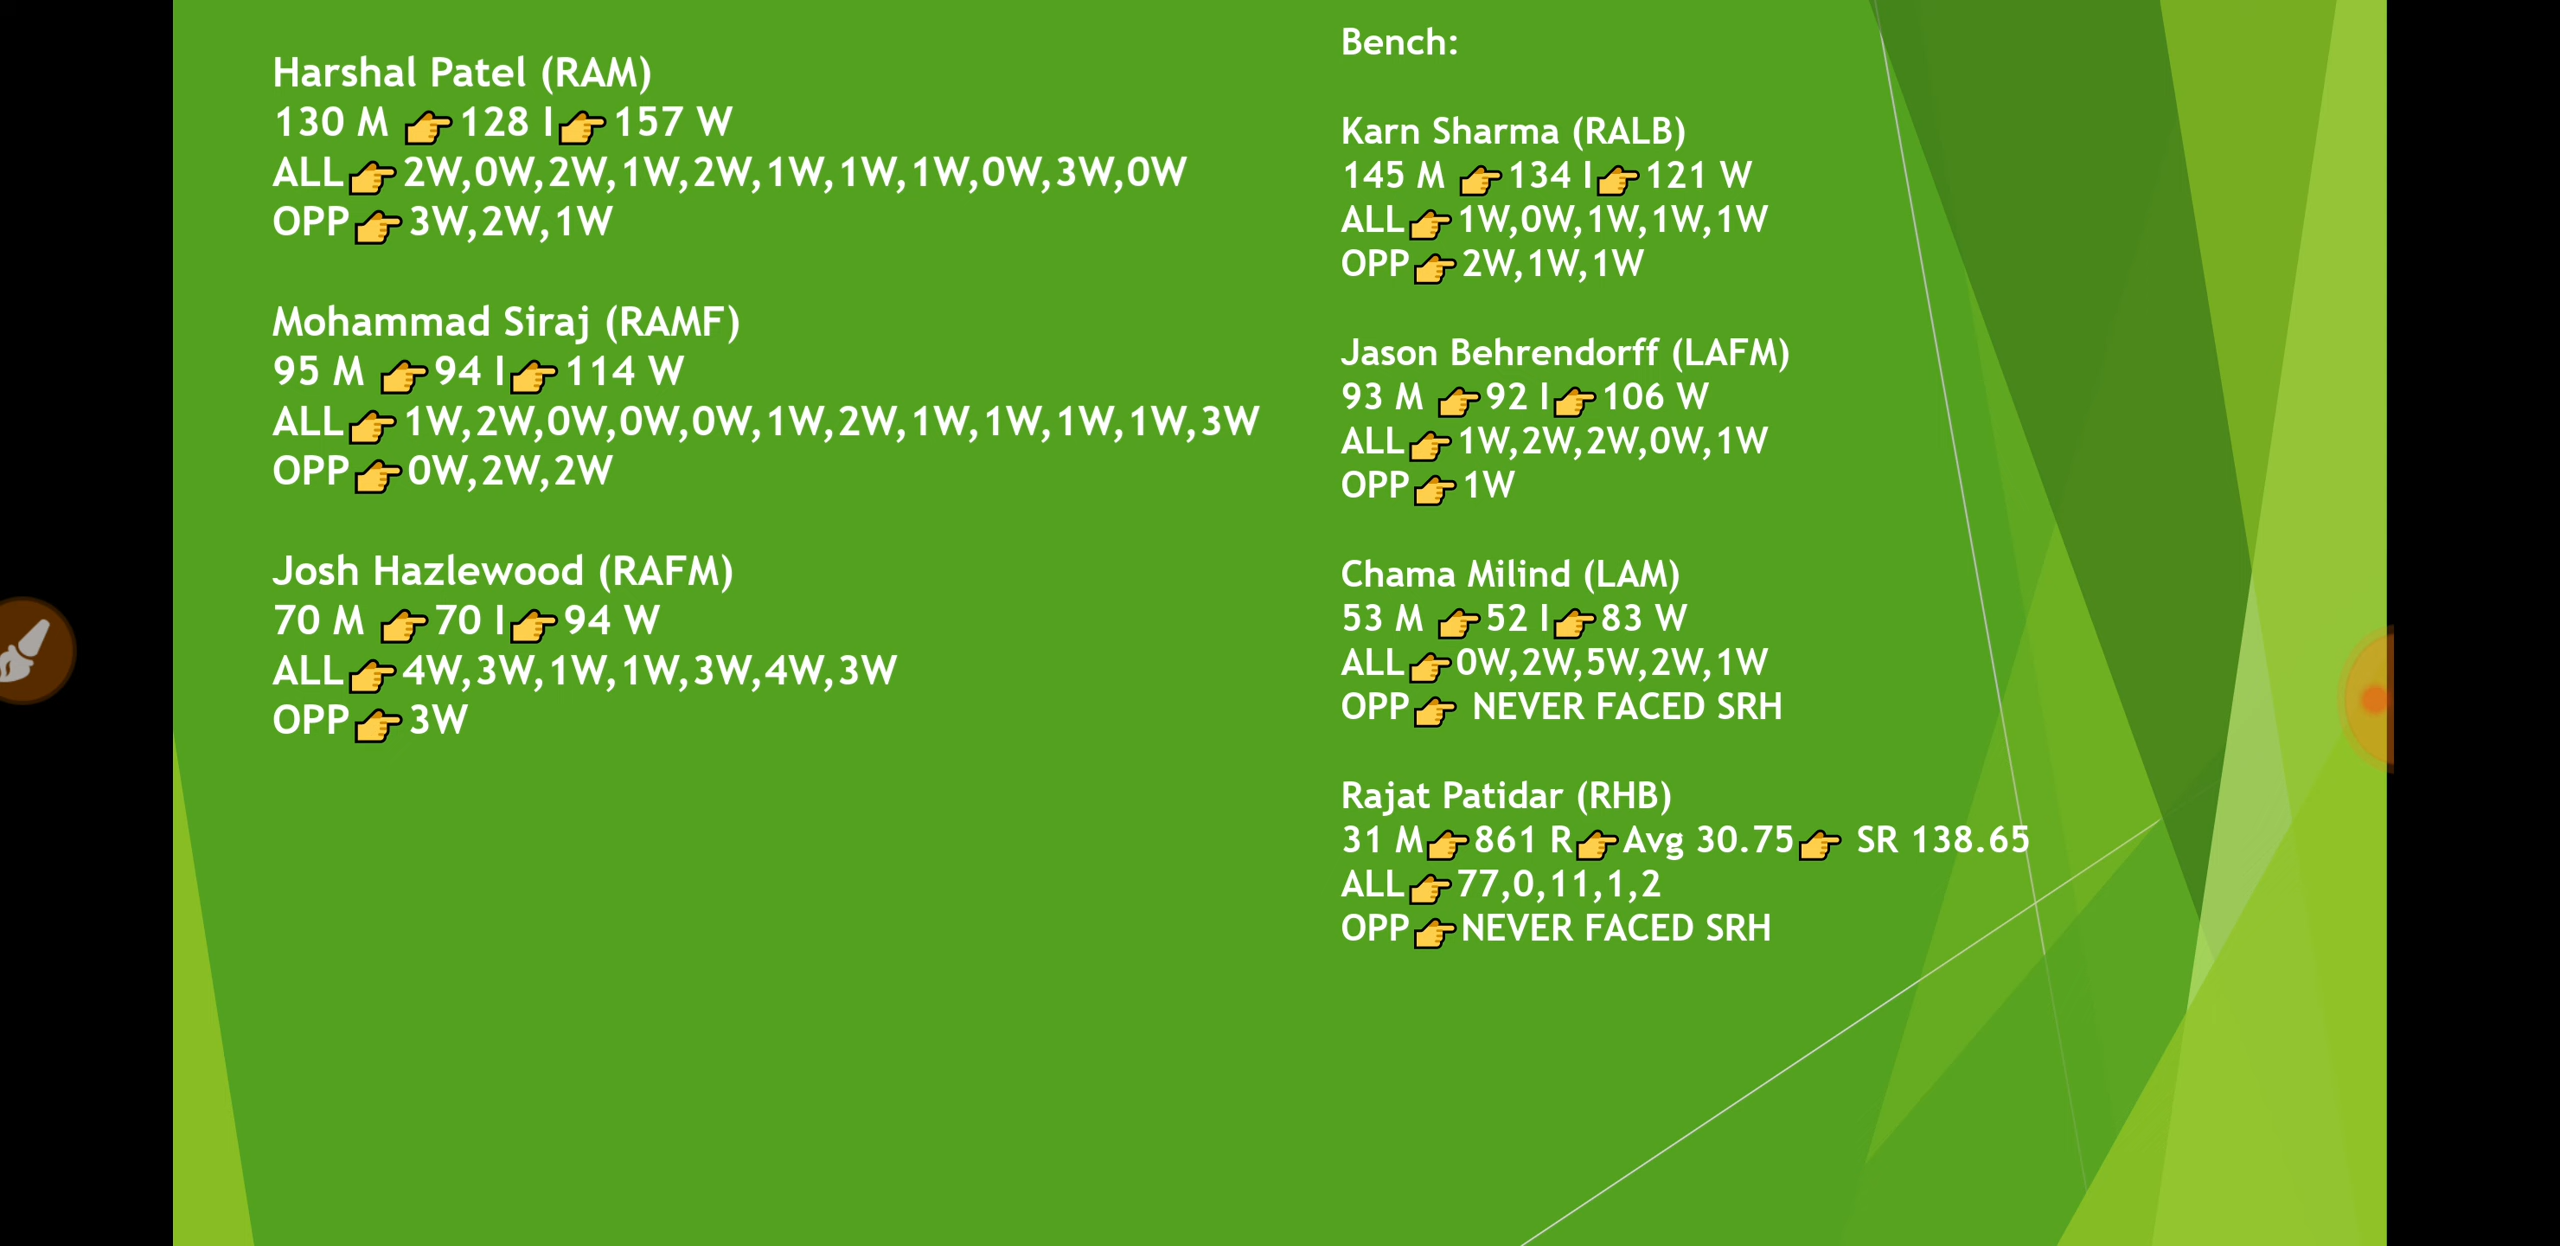 Harshal Patel (RAM)
130 M 👉128 I👉157 W
ALL👉2W,0W,2W,1W,2W,1W,1W,1W,0W,3W,0W
OPP👉3W,2W,1W
Mohammad Siraj (RAMF)
95 M 👉94 I👉114 W
ALL👉1W,2W,0W,0W,0W,1W,2W,1W,1W,1W,1W,3W
OPP👉0W,2W,2W
Josh Hazlewood (RAFM)
70 M 👉70 I👉94 W
ALL👉4W,3W,1W,1W,3W,4W,3W
OPP👉3W
Bench:
Karn Sharma (RALB)
145 M 👉134 I👉121 W
ALL👉1W,0W,1W,1W,1W
OPP👉2W,1W,1W
Jason Behrendorff (LAFM)
93 M 👉92 I👉106 W
ALL👉1W,2W,2W,0W,1W
OPP👉1W
Chama Milind (LAM)
53 M 👉52 I👉83 W
ALL👉0W,2W,5W,2W,1W
OPP👉 NEVER FACED SRH
Rajat Patidar (RHB)
31 M👉861 R👉Avg 30.75👉 SR 138.65
ALL👉77,0,11,1,2
OPP👉NEVER FACED SRH